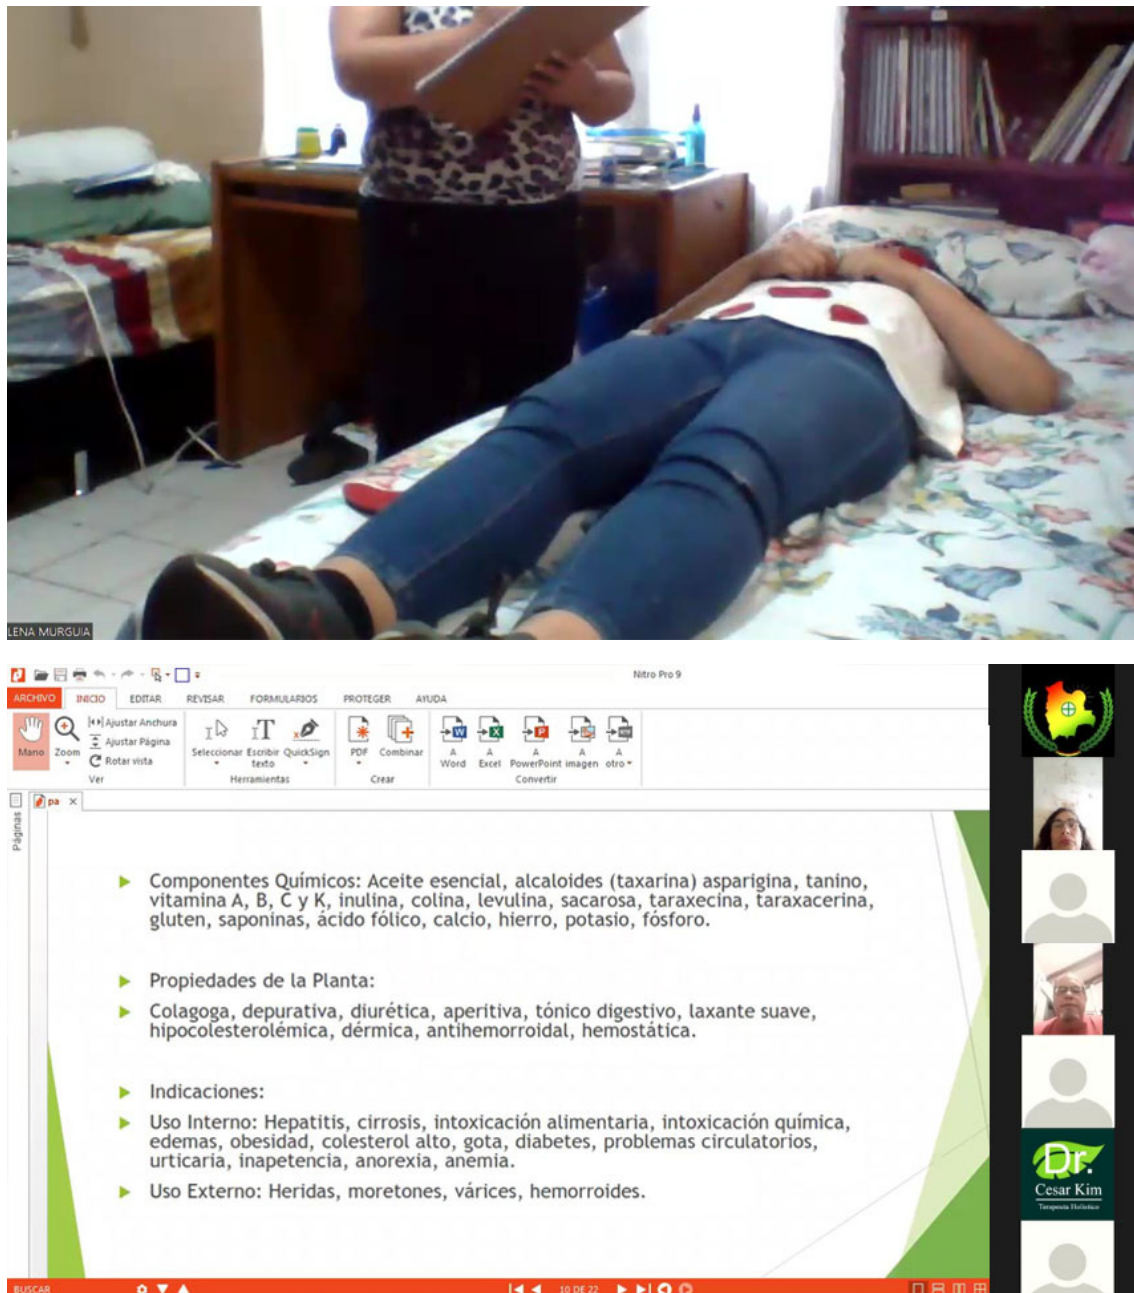 LENA MURGUIA
Nitro Pro 9
ARCHIVO INICIO EDITAR REVISAR FORMULARIOS PROTEGER AYUDA
Mano
Zoom
Ajustar Anchura
Ajustar Página
Rotar vista
Ver
Seleccionar
Escribir texto
QuickSign
Herramientas
PDF
Combinar
Crear
A Word
A Excel
A PowerPoint
A imagen
A otro
Convertir
pa
Páginas
Componentes Químicos: Aceite esencial, alcaloides (taxarina) asparigina, tanino,
vitamina A, B, C y K, inulina, colina, levulina, sacarosa, taraxecina, taraxacerina,
gluten, saponinas, ácido fólico, calcio, hierro, potasio, fósforo.
Propiedades de la Planta:
Colagoga, depurativa, diurética, aperitiva, tónico digestivo, laxante suave,
hipocolesterolémica, dérmica, antihemorroidal, hemostática.
Indicaciones:
Uso Interno: Hepatitis, cirrosis, intoxicación alimentaria, intoxicación química,
edemas, obesidad, colesterol alto, gota, diabetes, problemas circulatorios,
urticaria, inapetencia, anorexia, anemia.
Uso Externo: Heridas, moretones, várices, hemorroides.
Dr.
Cesar Kim
Terapeuta Holístico
BUSCAR
10 DE 22